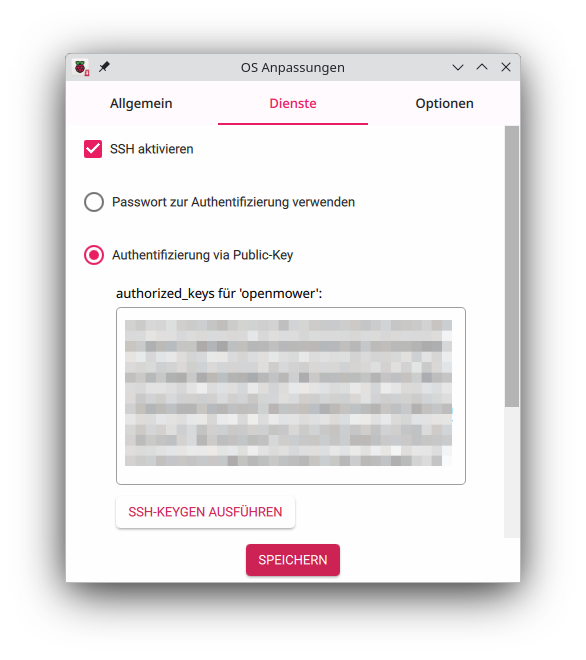 OS Anpassungen
Allgemein Dienste Optionen
SSH aktivieren
Passwort zur Authentifizierung verwenden
Authentifizierung via Public-Key
authorized_keys für 'openmower':
SSH-KEYGEN AUSFÜHREN
SPEICHERN